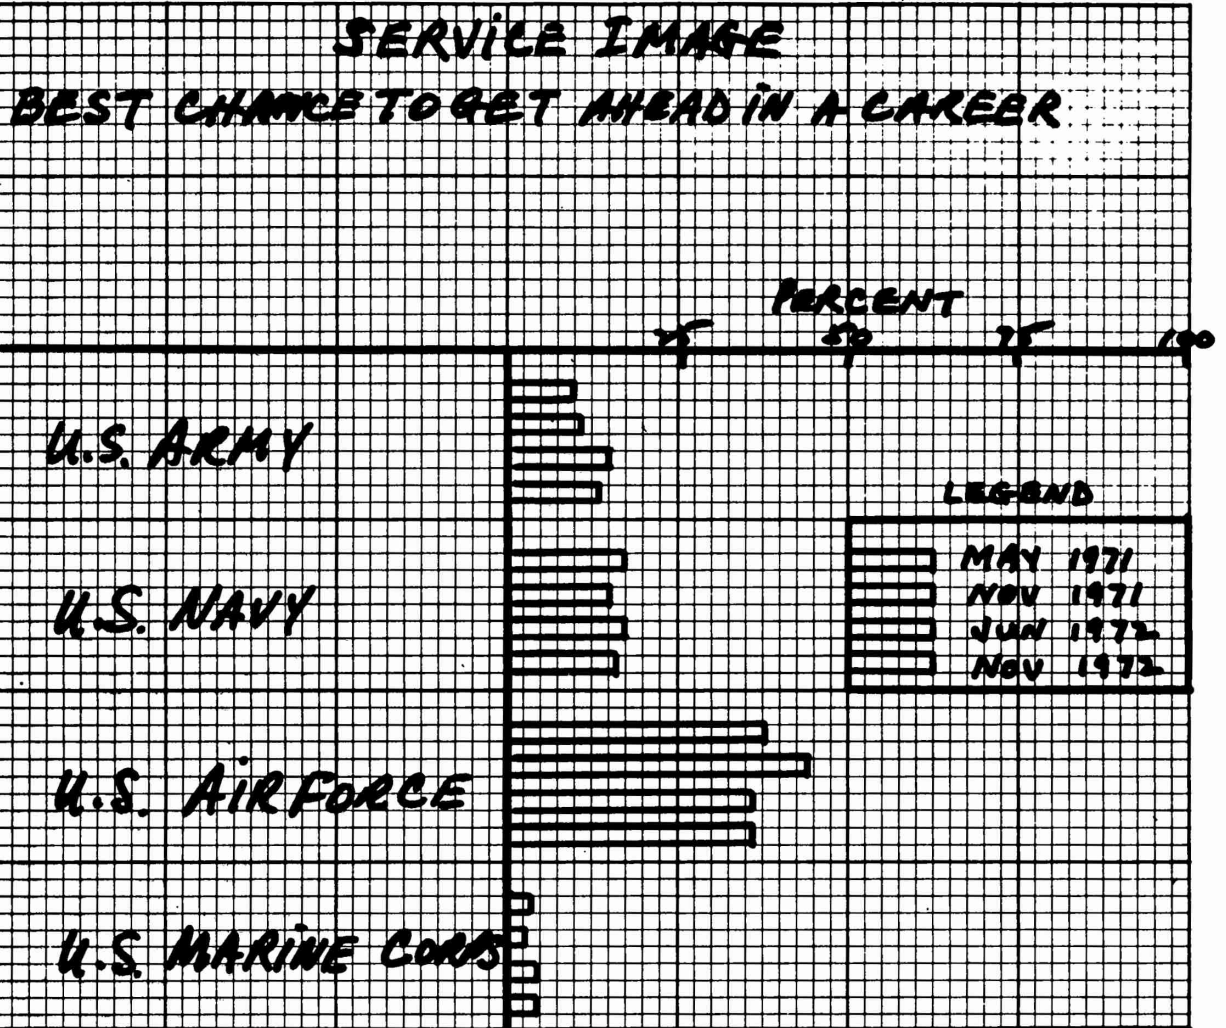 SERVICE IMAGE
BEST CHANCE TO GET AHEAD IN A CAREER
PERCENT
25 50 75 100
U.S. ARMY
LEGEND
MAY 1971
NOV 1971
JUN 1972
NOV 1972
U.S. NAVY
U.S. AIR FORCE
U.S. MARINE CORPS